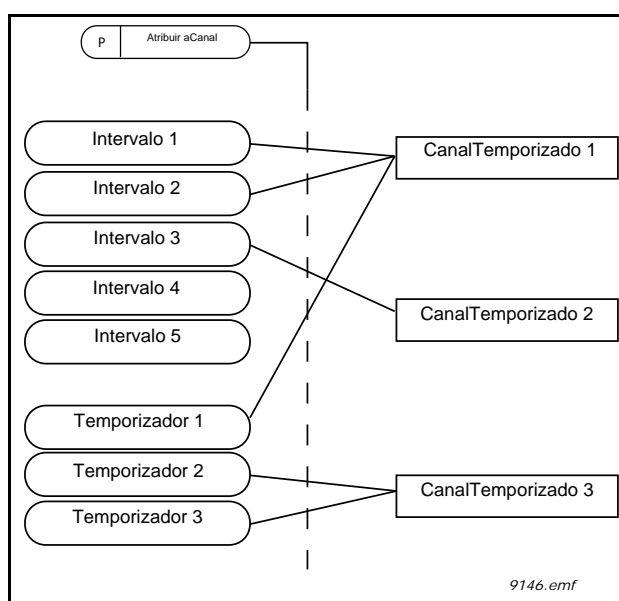 P
Atribuir aCanal
Intervalo 1
CanalTemporizado 1
Intervalo 2
Intervalo 3
Intervalo 4
CanalTemporizado 2
Intervalo 5
Temporizador 1
Temporizador 2
CanalTemporizado 3
Temporizador 3
9146.emf